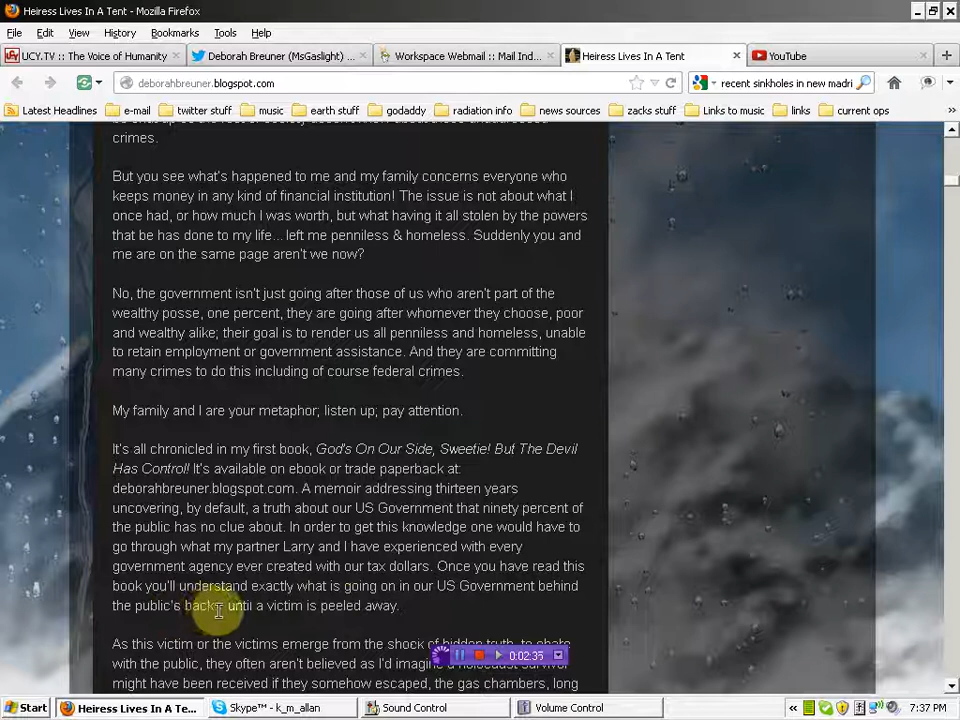 Heiress Lives In A Tent - Mozilla Firefox
File Edit View History Bookmarks Tools Help
UCY.TV :: The Voice of Humanity
Deborah Breuner (MsGaslight) ...
Workspace Webmail :: Mail Ind...
Heiress Lives In A Tent
YouTube
deborahbreuner.blogspot.com
recent sinkholes in new madri
Latest Headlines e-mail twitter stuff music earth stuff godaddy radiation info news sources zacks stuff Links to music links current ops
crimes.
But you see what's happened to me and my family concerns everyone who
keeps money in any kind of financial institution! The issue is not about what I
once had, or how much I was worth, but what having it all stolen by the powers
that be has done to my life... left me penniless & homeless. Suddenly you and
me are on the same page aren't we now?
No, the government isn't just going after those of us who aren't part of the
wealthy posse, one percent, they are going after whomever they choose, poor
and wealthy alike; their goal is to render us all penniless and homeless, unable
to retain employment or government assistance. And they are committing
many crimes to do this including of course federal crimes.
My family and I are your metaphor; listen up; pay attention.
It's all chronicled in my first book, God's On Our Side, Sweetie! But The Devil
Has Control! It's available on ebook or trade paperback at:
deborahbreuner.blogspot.com. A memoir addressing thirteen years
uncovering, by default, a truth about our US Government that ninety percent of
the public has no clue about. In order to get this knowledge one would have to
go through what my partner Larry and I have experienced with every
government agency ever created with our tax dollars. Once you have read this
book you'll understand exactly what is going on in our US Government behind
the public's backs until a victim is peeled away.
As this victim or the victims emerge from the shock of hidden truth, to share
with the public, they often aren't believed as I'd imagine a holocaust survivor
might have been received if they somehow escaped, the gas chambers, long
0:02:35
Start
Heiress Lives In A Tent ...
Skype™ - k_m_allan
Sound Control
Volume Control
7:37 PM